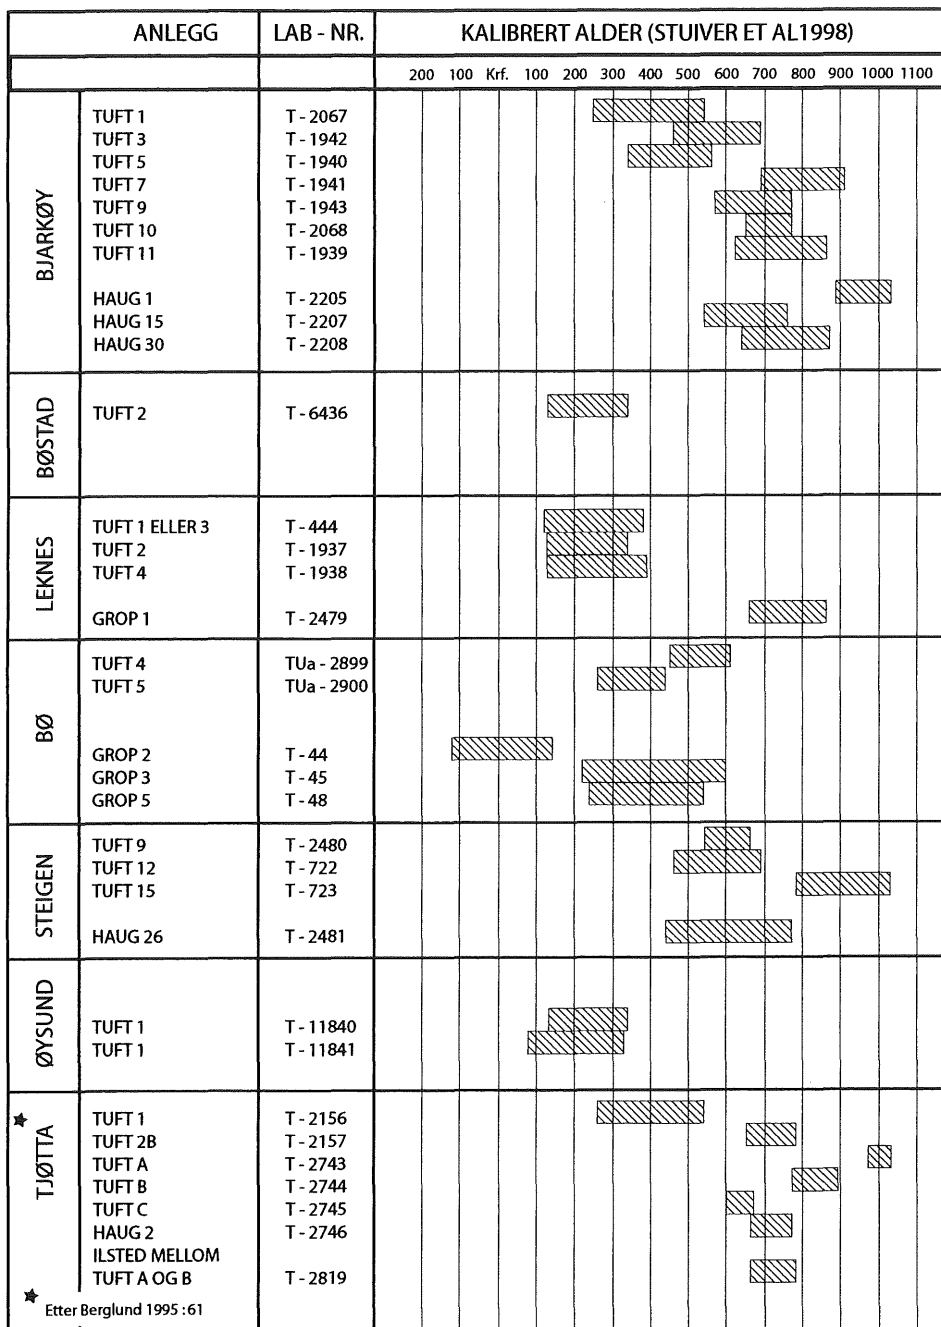 ANLEGG LAB - NR. KALIBRERT ALDER (STUIVER ET AL1998)
200 100 Krf. 100 200 300 400 500 600 700 800 900 1000 1100
BJARKØY
TUFT 1 T - 2067
TUFT 3 T - 1942
TUFT 5 T - 1940
TUFT 7 T - 1941
TUFT 9 T - 1943
TUFT 10 T - 2068
TUFT 11 T - 1939
HAUG 1 T - 2205
HAUG 15 T - 2207
HAUG 30 T - 2208
BØSTAD
TUFT 2 T - 6436
LEKNES
TUFT 1 ELLER 3 T - 444
TUFT 2 T - 1937
TUFT 4 T - 1938
GROP 1 T - 2479
BØ
TUFT 4 TUa - 2899
TUFT 5 TUa - 2900
GROP 2 T - 44
GROP 3 T - 45
GROP 5 T - 48
STEIGEN
TUFT 9 T - 2480
TUFT 12 T - 722
TUFT 15 T - 723
HAUG 26 T - 2481
ØYSUND
TUFT 1 T - 11840
TUFT 1 T - 11841
TJØTTA
TUFT 1 T - 2156
TUFT 2B T - 2157
TUFT A T - 2743
TUFT B T - 2744
TUFT C T - 2745
HAUG 2 T - 2746
ILSTED MELLOM
TUFT A OG B T - 2819
Etter Berglund 1995 :61